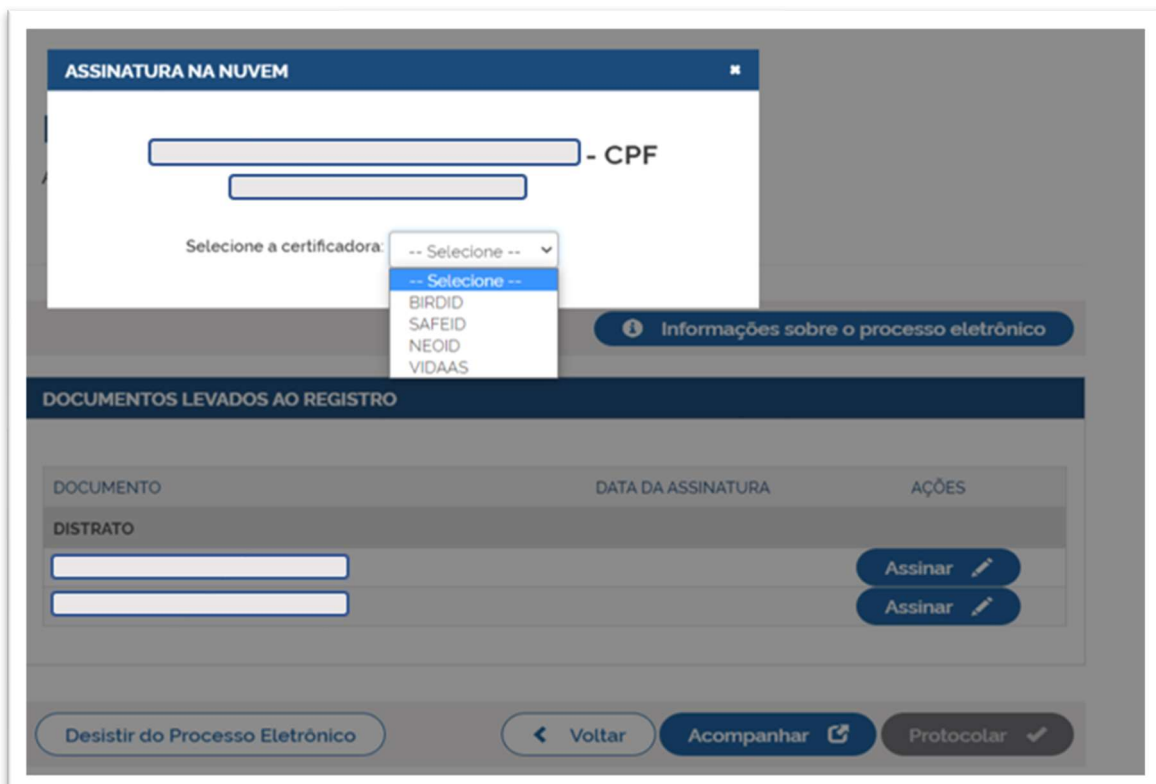 ASSINATURA NA NUVEM
- CPF
Selecione a certificadora: -- Selecione --
-- Selecione --
BIRDID
SAFEID
NEOID
VIDAAS
Informações sobre o processo eletrônico
DOCUMENTOS LEVADOS AO REGISTRO
DOCUMENTO DATA DA ASSINATURA AÇÕES
DISTRATO
Assinar
Assinar
Desistir do Processo Eletrônico Voltar Acompanhar Protocolar